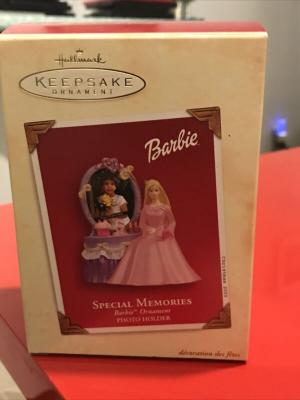 Hallmark
KEEPSAKE
ORNAMENT
Barbie
SPECIAL MEMORIES
Barbie™ Ornament
PHOTO HOLDER
décoration des fêtes